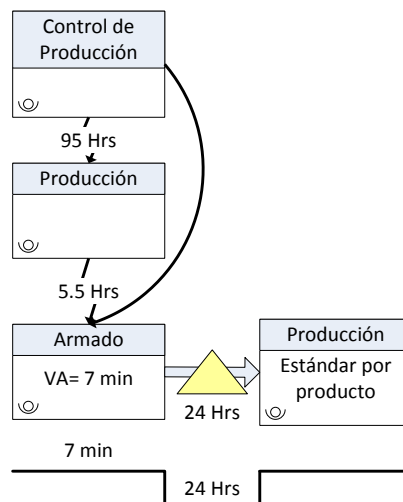 Control de
Producción
95 Hrs
Producción
5.5 Hrs
Armado
VA= 7 min
24 Hrs
Producción
Estándar por
producto
7 min
24 Hrs